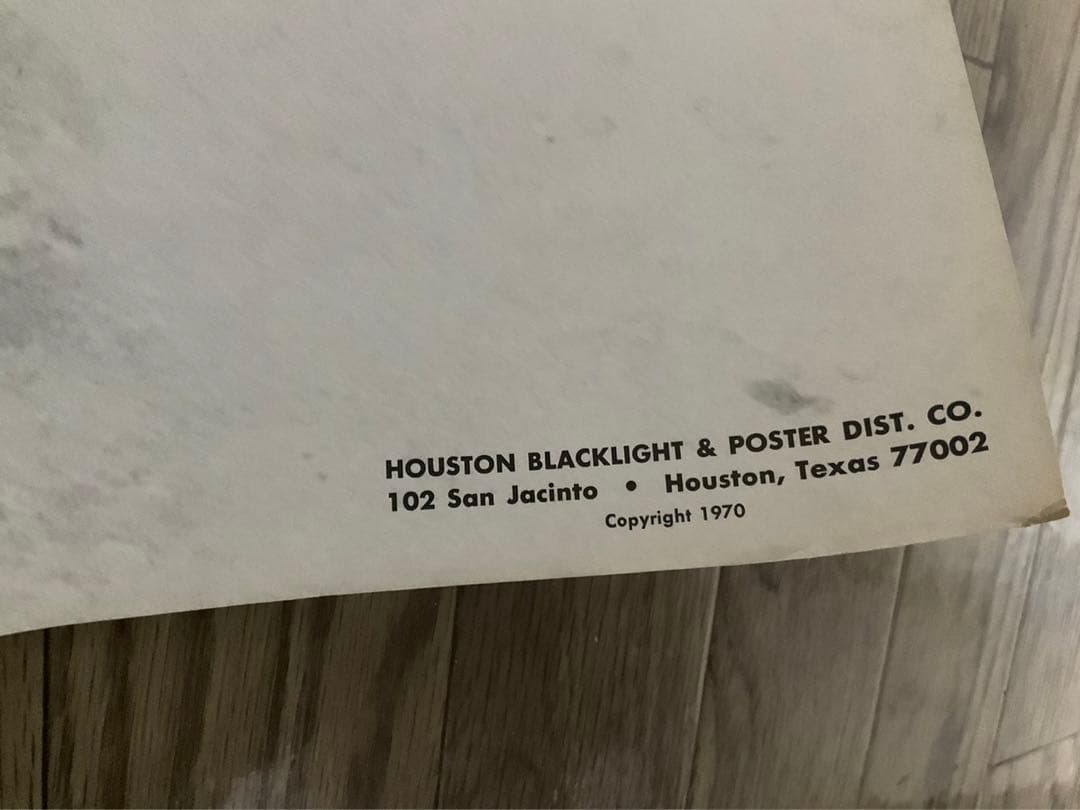 HOUSTON BLACKLIGHT & POSTER DIST. CO.
102 San Jacinto • Houston, Texas 77002
Copyright 1970